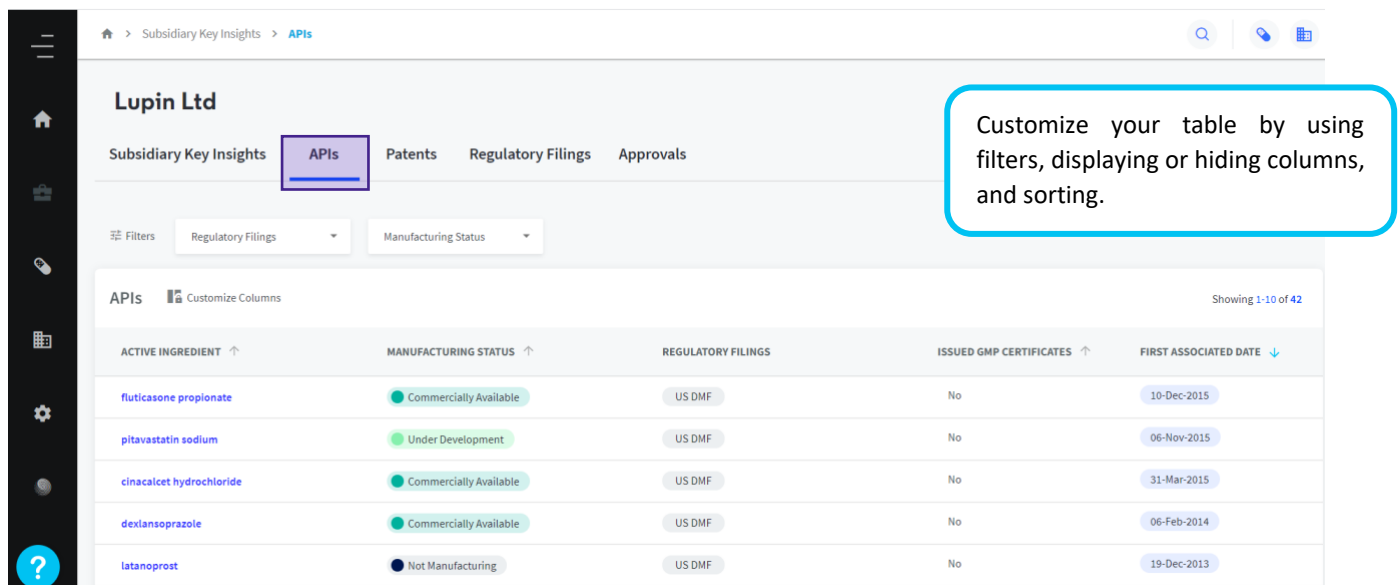 Subsidiary Key Insights > APIs
Lupin Ltd
Subsidiary Key Insights APIs Patents Regulatory Filings Approvals
Customize your table by using
filters, displaying or hiding columns,
and sorting.
Filters Regulatory Filings Manufacturing Status
APIs Customize Columns Showing 1-10 of 42
ACTIVE INGREDIENT ↑ MANUFACTURING STATUS ↑ REGULATORY FILINGS ISSUED GMP CERTIFICATES ↑ FIRST ASSOCIATED DATE ↓
fluticasone propionate Commercially Available US DMF No 10-Dec-2015
pitavastatin sodium Under Development US DMF No 06-Nov-2015
cinacalcet hydrochloride Commercially Available US DMF No 31-Mar-2015
dexlansoprazole Commercially Available US DMF No 06-Feb-2014
latanoprost Not Manufacturing US DMF No 19-Dec-2013
?